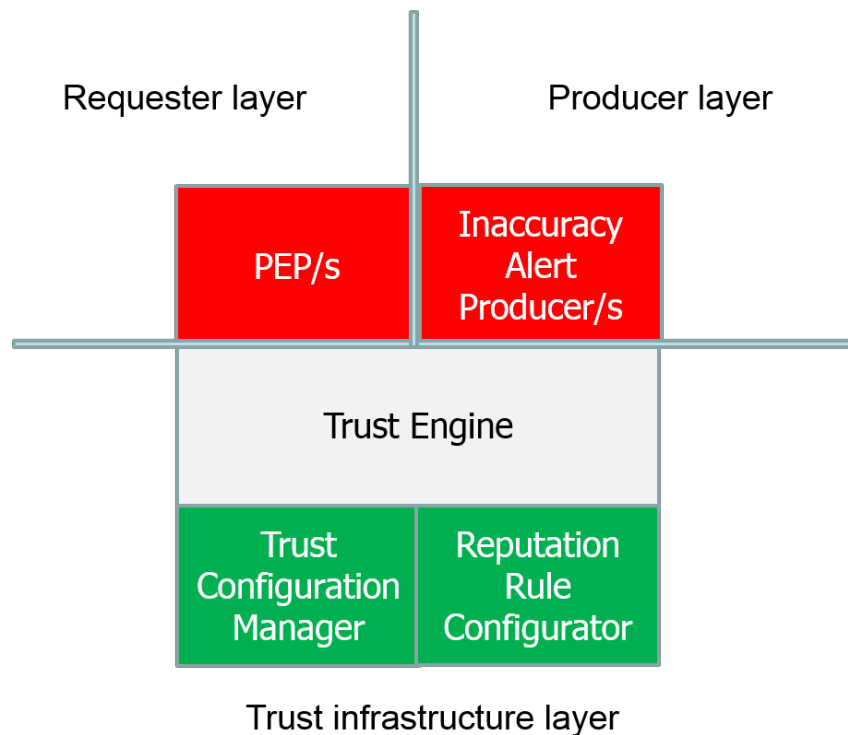 Requester layer
Producer layer
PEP/s
Inaccuracy
Alert
Producer/s
Trust Engine
Trust
Configuration
Manager
Reputation
Rule
Configurator
Trust infrastructure layer